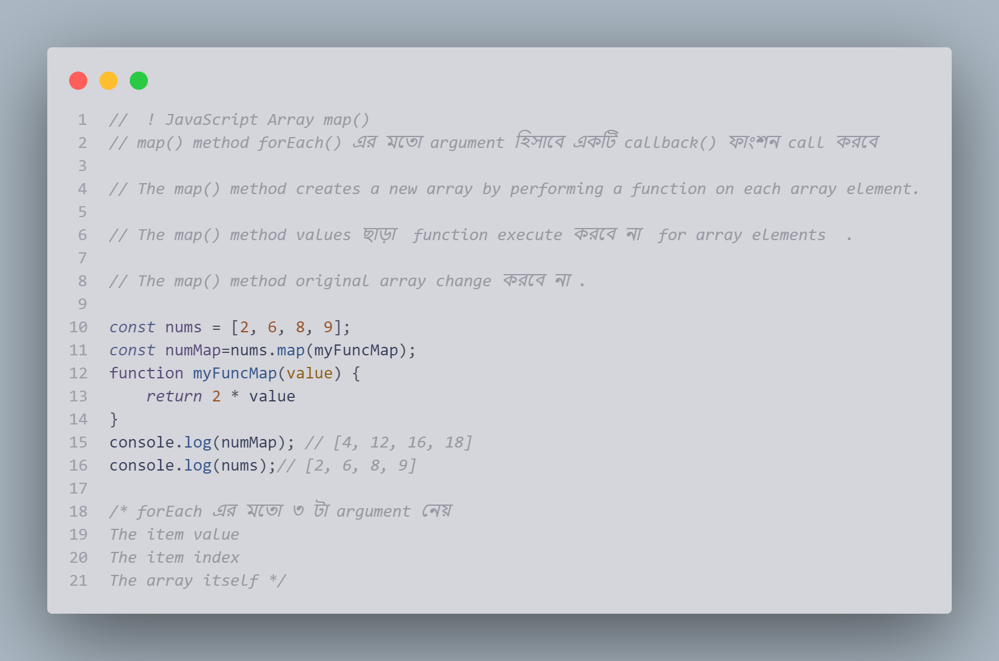 1 //  ! JavaScript Array map()
2 // map() method forEach() এর মতো argument হিসাবে একটি callback() ফাংশন call করবে
3
4 // The map() method creates a new array by performing a function on each array element.
5
6 // The map() method values ছাড়া  function execute করবে না  for array elements  .
7
8 // The map() method original array change করবে না .
9
10 const nums = [2, 6, 8, 9];
11 const numMap=nums.map(myFuncMap);
12 function myFuncMap(value) {
13     return 2 * value
14 }
15 console.log(numMap); // [4, 12, 16, 18]
16 console.log(nums);// [2, 6, 8, 9]
17
18 /* forEach এর মতো ৩ টা argument নেয়
19 The item value
20 The item index
21 The array itself */